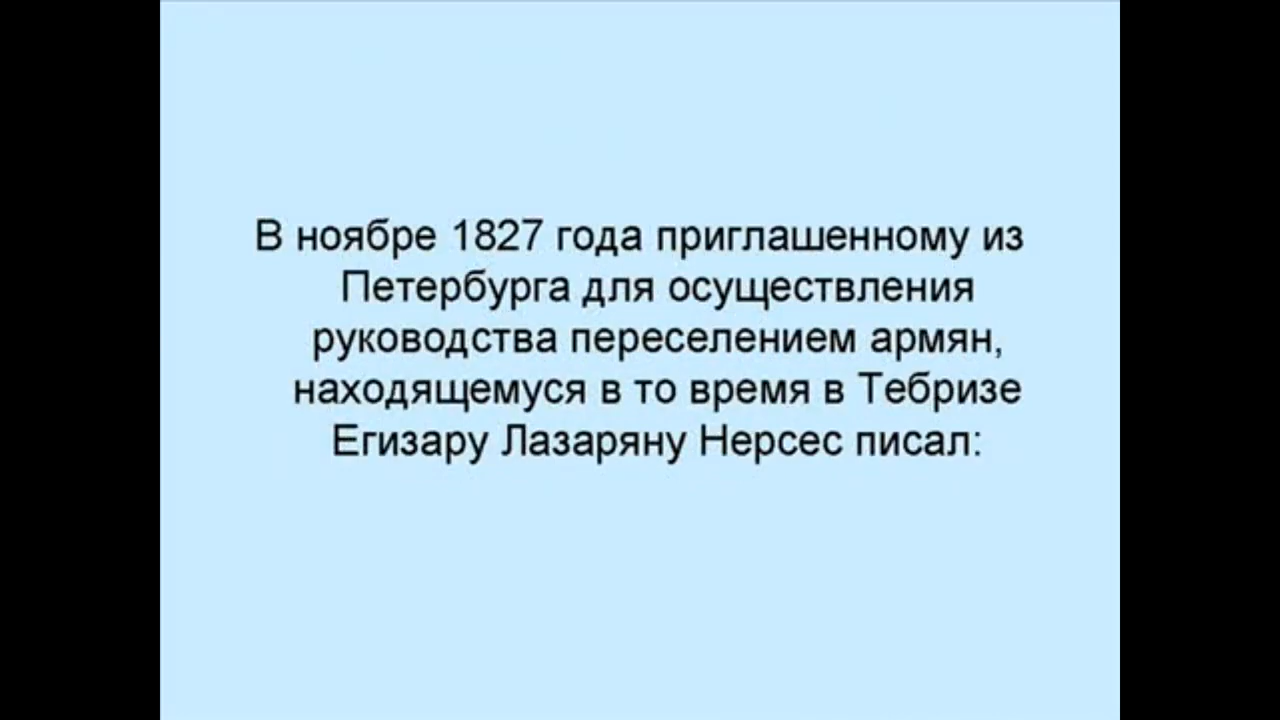 В ноябре 1827 года приглашенному из
Петербурга для осуществления
руководства переселением армян,
находящемуся в то время в Тебризе
Егизару Лазаряну Нерсес писал: